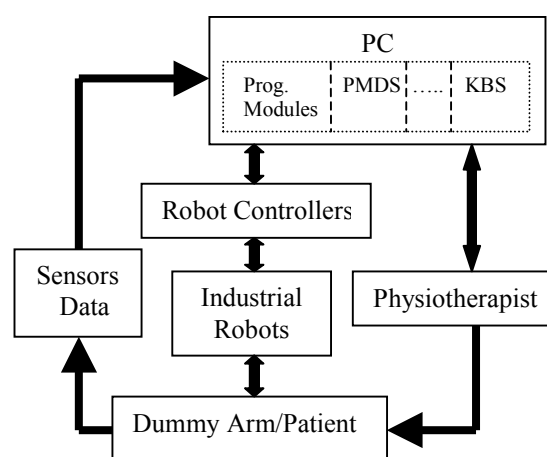 PC
Prog. PMDS ..... KBS
Modules
Robot Controllers
Sensors
Data
Industrial
Robots
Physiotherapist
Dummy Arm/Patient